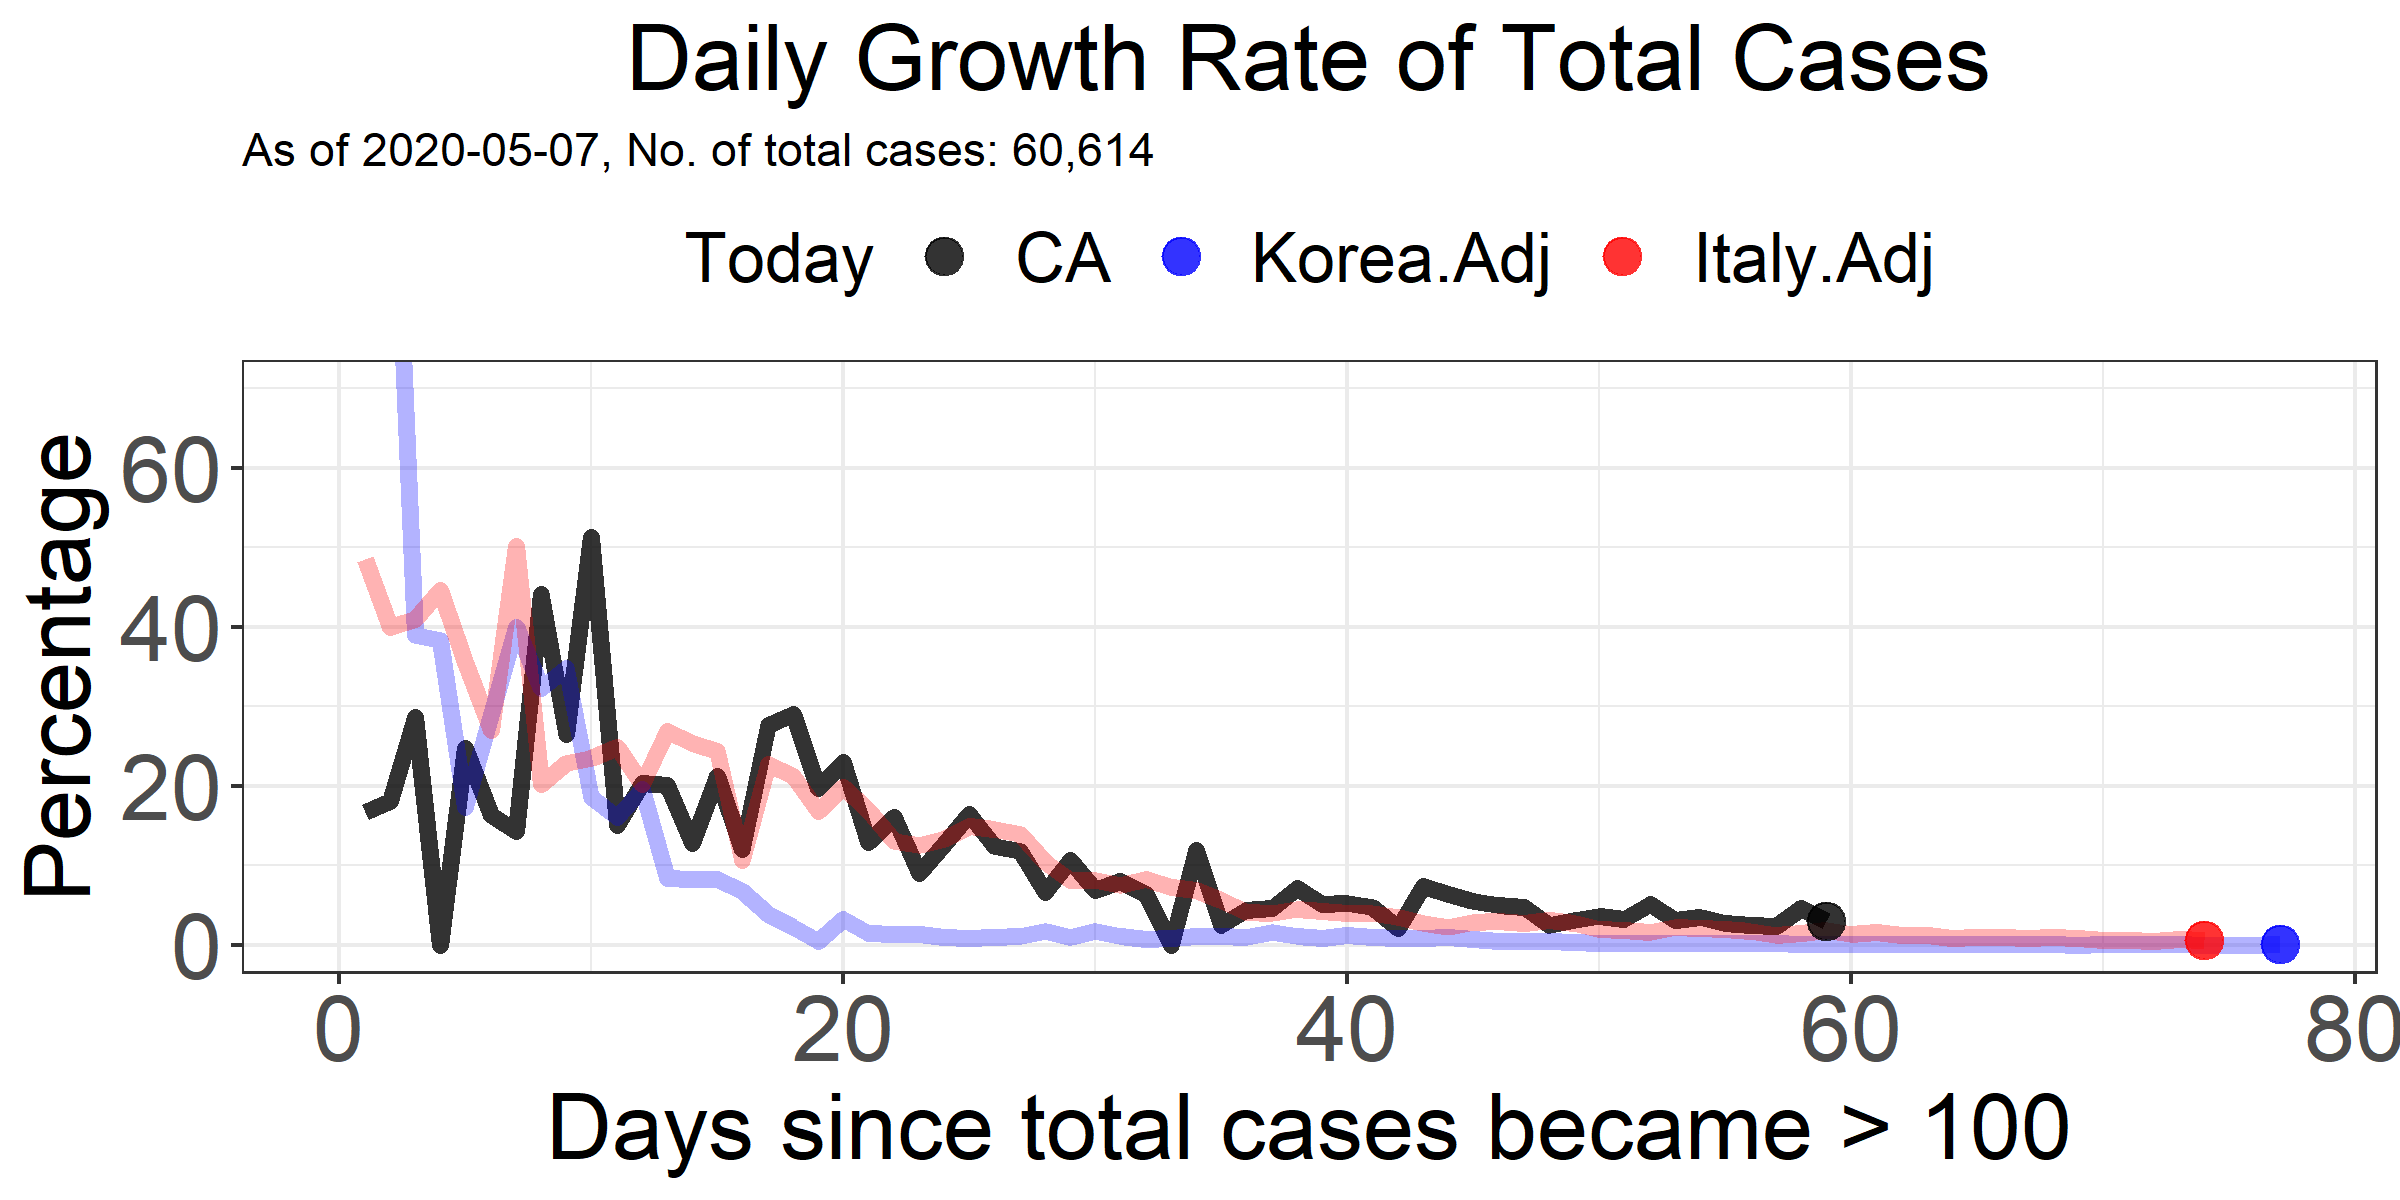 Daily Growth Rate of Total Cases
As of 2020-05-07, No. of total cases: 60,614
Today CA Korea.Adj Italy.Adj
Percentage
60
40
20
0
0 20 40 60 80
Days since total cases became > 100